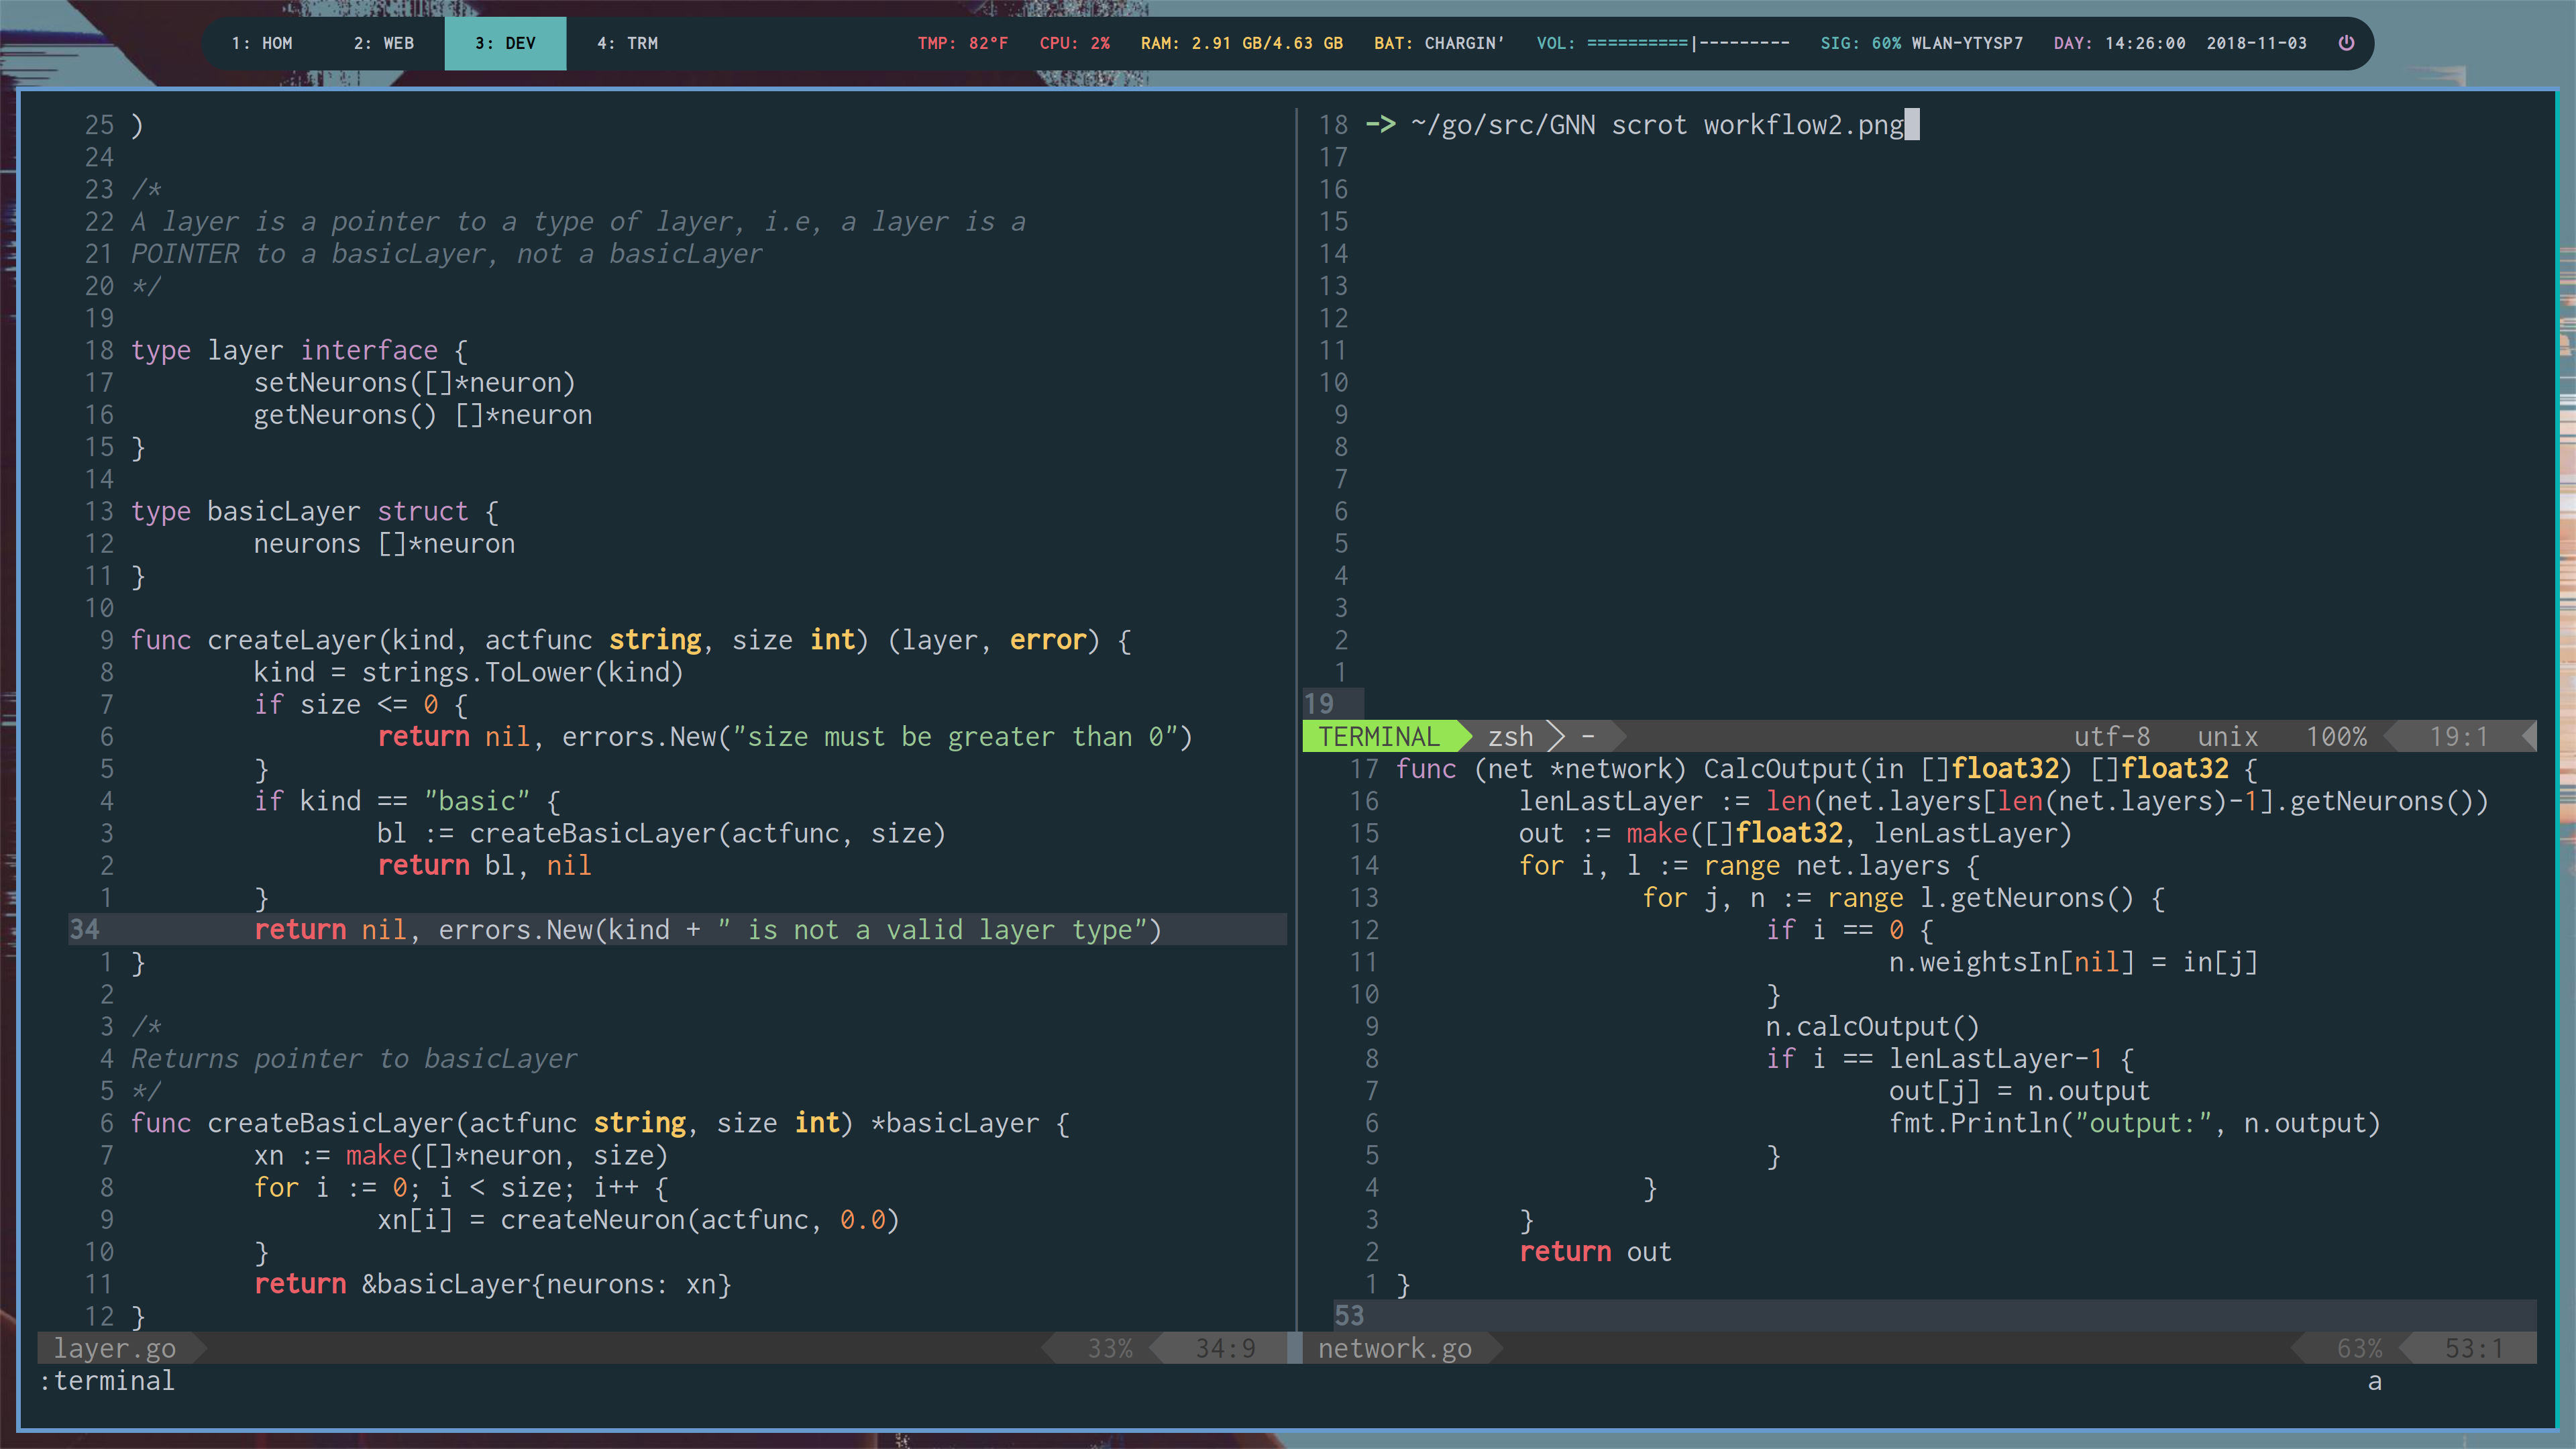 1: HOM 2: WEB 3: DEV 4: TRM TMP: 82°F CPU: 2% RAM: 2.91 GB/4.63 GB BAT: CHARGIN' VOL: ==========|--------- SIG: 60% WLAN-YTYSP7 DAY: 14:26:00 2018-11-03
25 )
24
23 /*
22 A layer is a pointer to a type of layer, i.e, a layer is a
21 POINTER to a basicLayer, not a basicLayer
20 */
19
18 type layer interface {
17         setNeurons([]*neuron)
16         getNeurons() []*neuron
15 }
14
13 type basicLayer struct {
12         neurons []*neuron
11 }
10
9 func createLayer(kind, actfunc string, size int) (layer, error) {
8         kind = strings.ToLower(kind)
7         if size <= 0 {
6                 return nil, errors.New("size must be greater than 0")
5         }
4         if kind == "basic" {
3                 bl := createBasicLayer(actfunc, size)
2                 return bl, nil
1         }
34         return nil, errors.New(kind + " is not a valid layer type")
1 }
2
3 /*
4 Returns pointer to basicLayer
5 */
6 func createBasicLayer(actfunc string, size int) *basicLayer {
7         xn := make([]*neuron, size)
8         for i := 0; i < size; i++ {
9                 xn[i] = createNeuron(actfunc, 0.0)
10         }
11         return &basicLayer{neurons: xn}
12 }
layer.go 33% 34:9
18 -> ~/go/src/GNN scrot workflow2.png
17
16
15
14
13
12
11
10
9
8
7
6
5
4
3
2
1
19
TERMINAL zsh - utf-8 unix 100% 19:1
17 func (net *network) CalcOutput(in []float32) []float32 {
16         lenLastLayer := len(net.layers[len(net.layers)-1].getNeurons())
15         out := make([]float32, lenLastLayer)
14         for i, l := range net.layers {
13                 for j, n := range l.getNeurons() {
12                         if i == 0 {
11                                 n.weightsIn[nil] = in[j]
10                         }
9                         n.calcOutput()
8                         if i == lenLastLayer-1 {
7                                 out[j] = n.output
6                                 fmt.Println("output:", n.output)
5                         }
4                 }
3         }
2         return out
1 }
53
network.go 63% 53:1
:terminal a